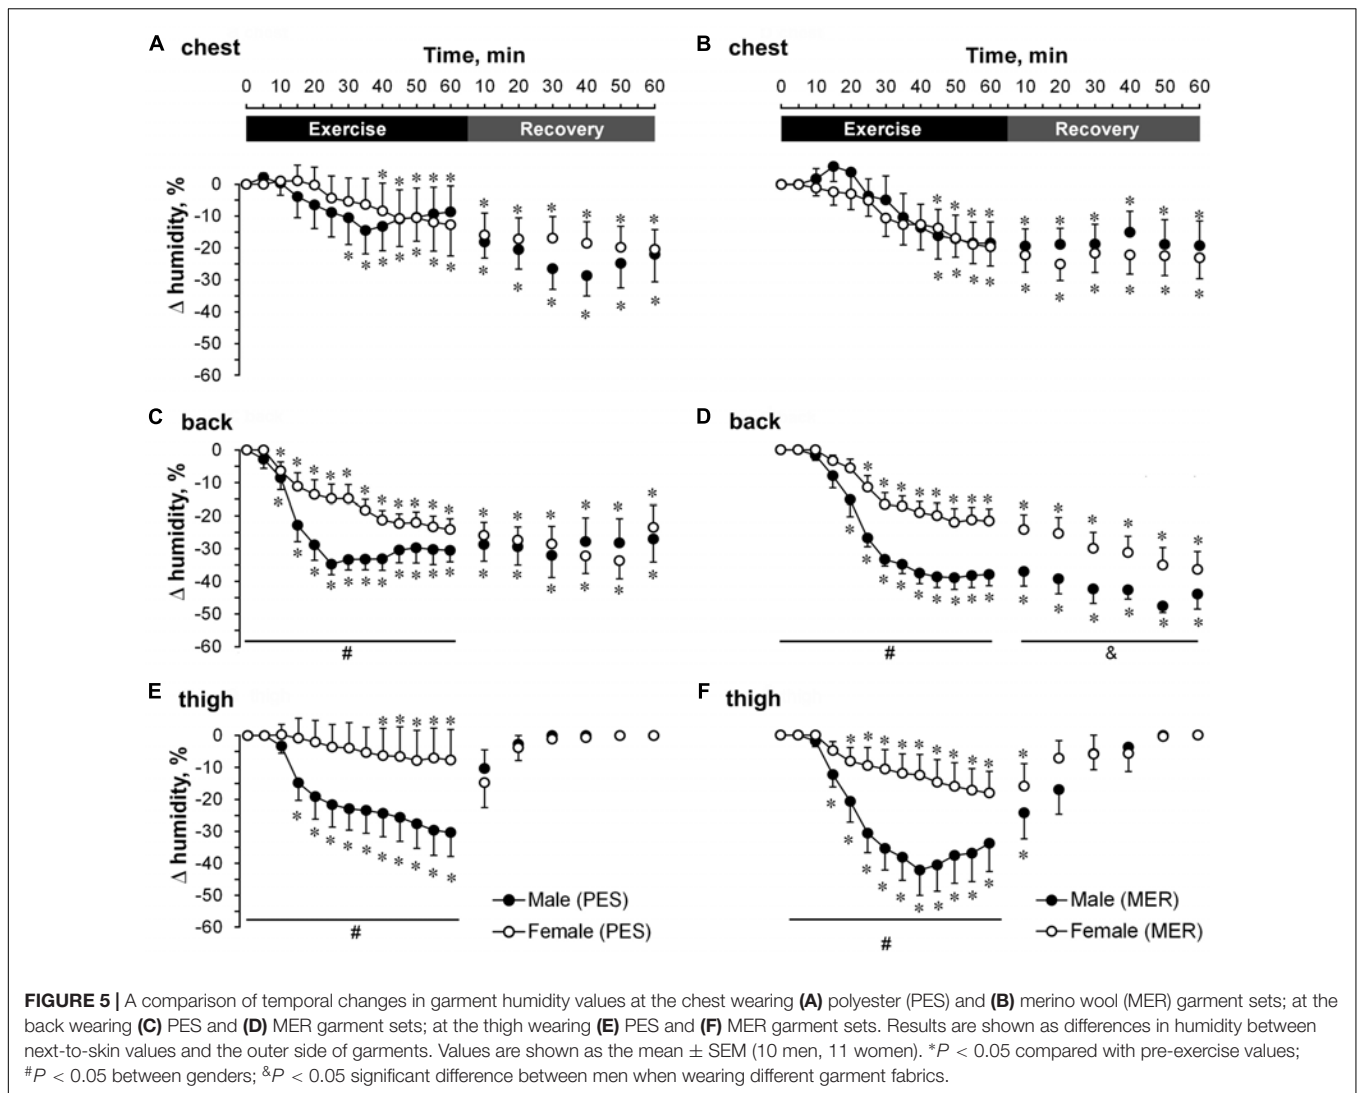 A chest
Time, min
0 10 20 30 40 50 60 10 20 30 40 50 60
Exercise Recovery
Δ humidity, %
0
-10
-20
-30
-40
-50
-60
B chest
Time, min
0 10 20 30 40 50 60 10 20 30 40 50 60
Exercise Recovery
C back
Δ humidity, %
0
-10
-20
-30
-40
-50
-60
#
D back
# &
E thigh
Δ humidity, %
0
-10
-20
-30
-40
-50
-60
#
Male (PES)
Female (PES)
F thigh
#
Male (MER)
Female (MER)
FIGURE 5 | A comparison of temporal changes in garment humidity values at the chest wearing (A) polyester (PES) and (B) merino wool (MER) garment sets; at the
back wearing (C) PES and (D) MER garment sets; at the thigh wearing (E) PES and (F) MER garment sets. Results are shown as differences in humidity between
next-to-skin values and the outer side of garments. Values are shown as the mean ± SEM (10 men, 11 women). *P < 0.05 compared with pre-exercise values;
#P < 0.05 between genders; &P < 0.05 significant difference between men when wearing different garment fabrics.